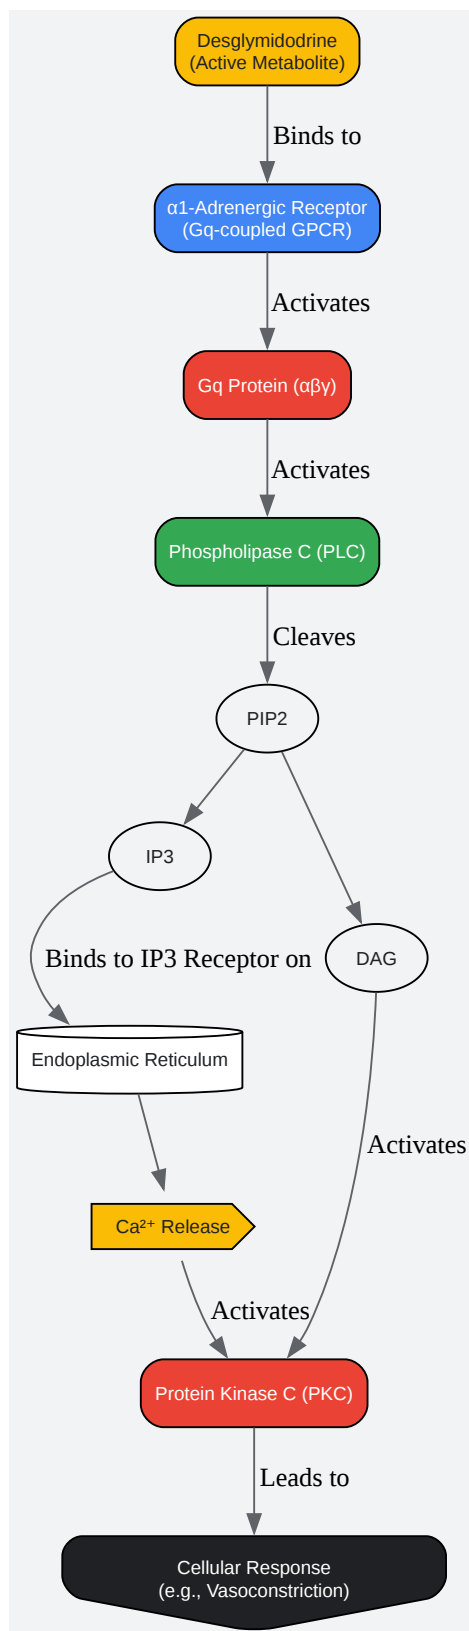 Desglymidodrine
(Active Metabolite)
Binds to
α1-Adrenergic Receptor
(Gq-coupled GPCR)
Activates
Gq Protein (αβγ)
Activates
Phospholipase C (PLC)
Cleaves
PIP2
IP3
Binds to IP3 Receptor on
DAG
Endoplasmic Reticulum
Activates
Ca²⁺ Release
Activates
Protein Kinase C (PKC)
Leads to
Cellular Response
(e.g., Vasoconstriction)